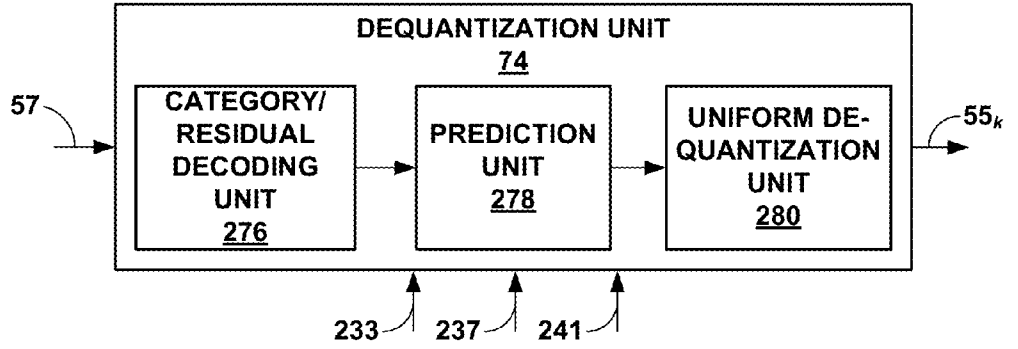 DEQUANTIZATION UNIT
74
57
CATEGORY/
RESIDUAL
DECODING
UNIT
276
PREDICTION
UNIT
278
UNIFORM DE-
QUANTIZATION
UNIT
280
55k
233
237
241